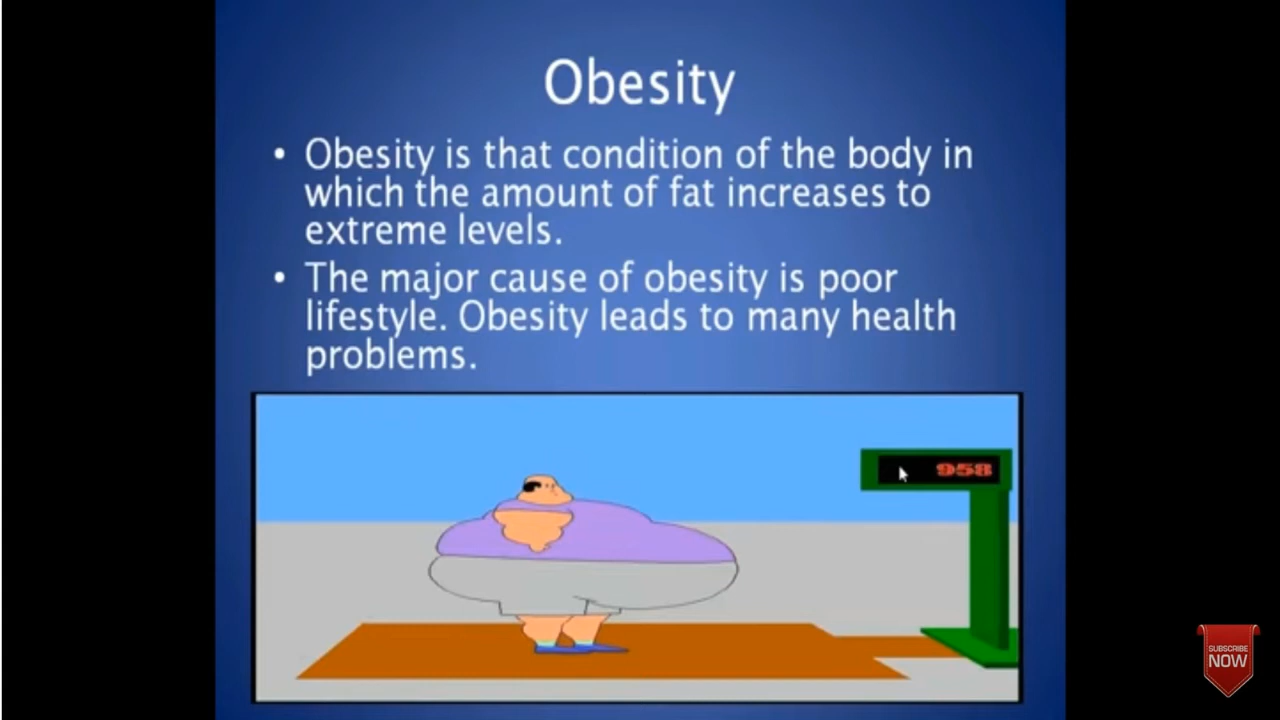 Obesity
• Obesity is that condition of the body in
which the amount of fat increases to
extreme levels.
• The major cause of obesity is poor
lifestyle. Obesity leads to many health
problems.
958
SUBSCRIBE
NOW